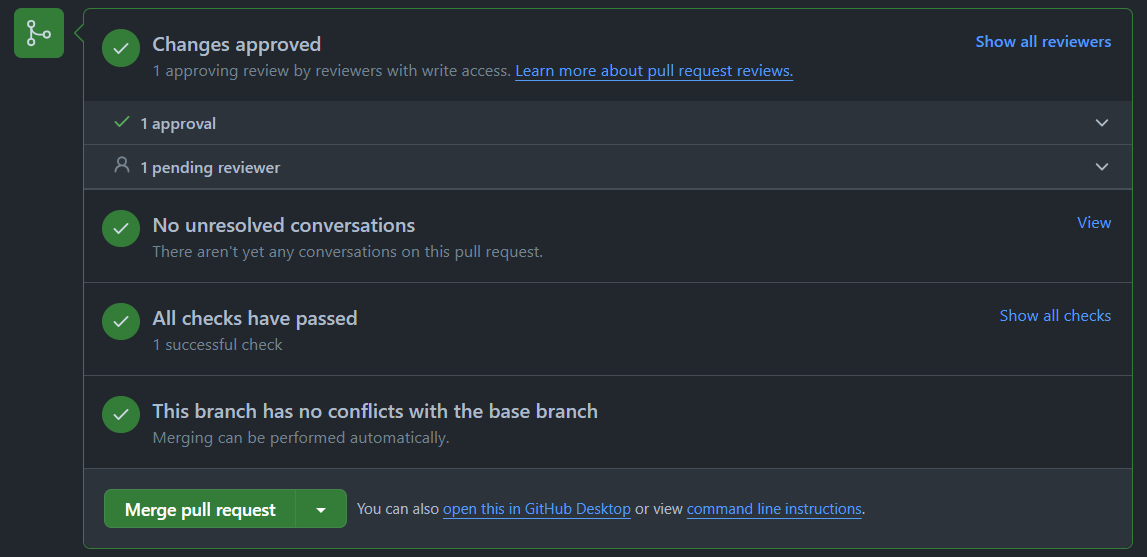 Changes approved
Show all reviewers
1 approving review by reviewers with write access. Learn more about pull request reviews.
1 approval
1 pending reviewer
No unresolved conversations
View
There aren't yet any conversations on this pull request.
All checks have passed
Show all checks
1 successful check
This branch has no conflicts with the base branch
Merging can be performed automatically.
Merge pull request
You can also open this in GitHub Desktop or view command line instructions.